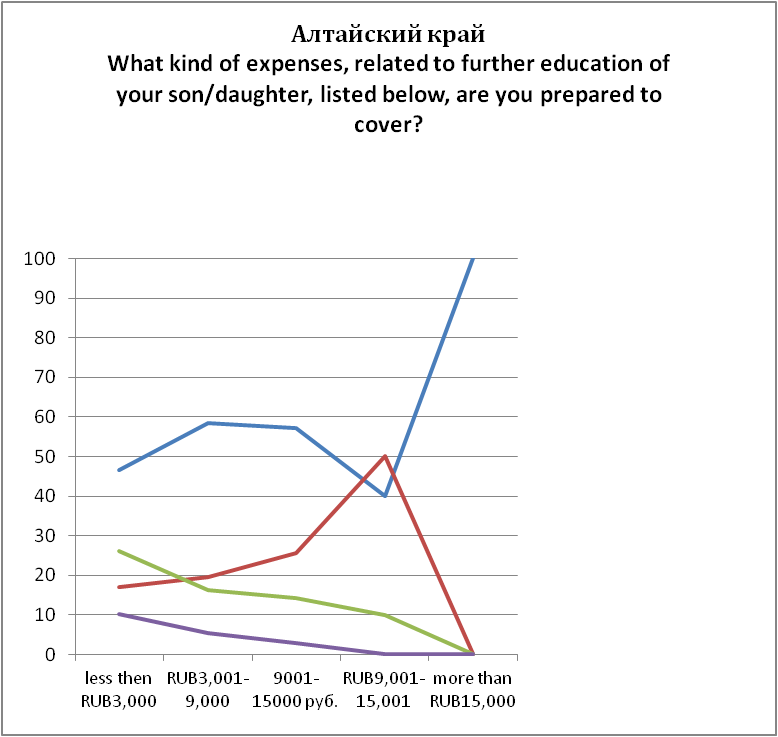 Алтайский край
What kind of expenses, related to further education of
your son/daughter, listed below, are you prepared to
cover?
100
90
80
70
60
50
40
30
20
10
0
less then RUB3,001- 9001- RUB9,001- more than
RUB3,000 9,000 15000 руб. 15,001 RUB15,000